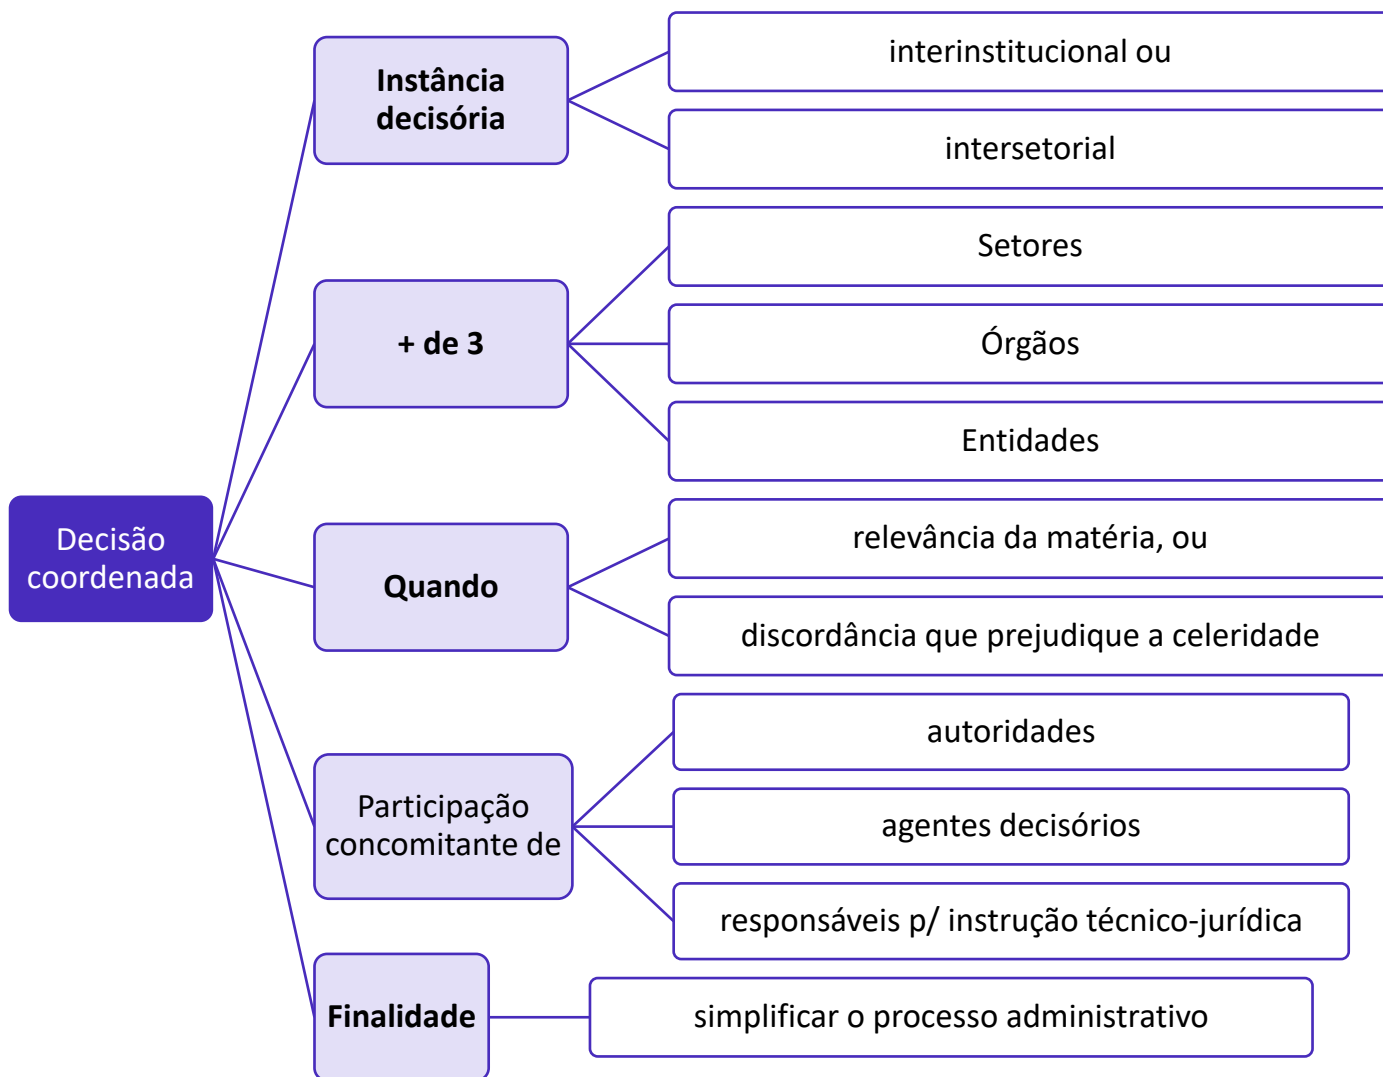 Decisão
coordenada
Instância
decisória
interinstitucional ou
intersetorial
+ de 3
Setores
Órgãos
Entidades
Quando
relevância da matéria, ou
discordância que prejudique a celeridade
Participação
concomitante de
autoridades
agentes decisórios
responsáveis p/ instrução técnico-jurídica
Finalidade
simplificar o processo administrativo